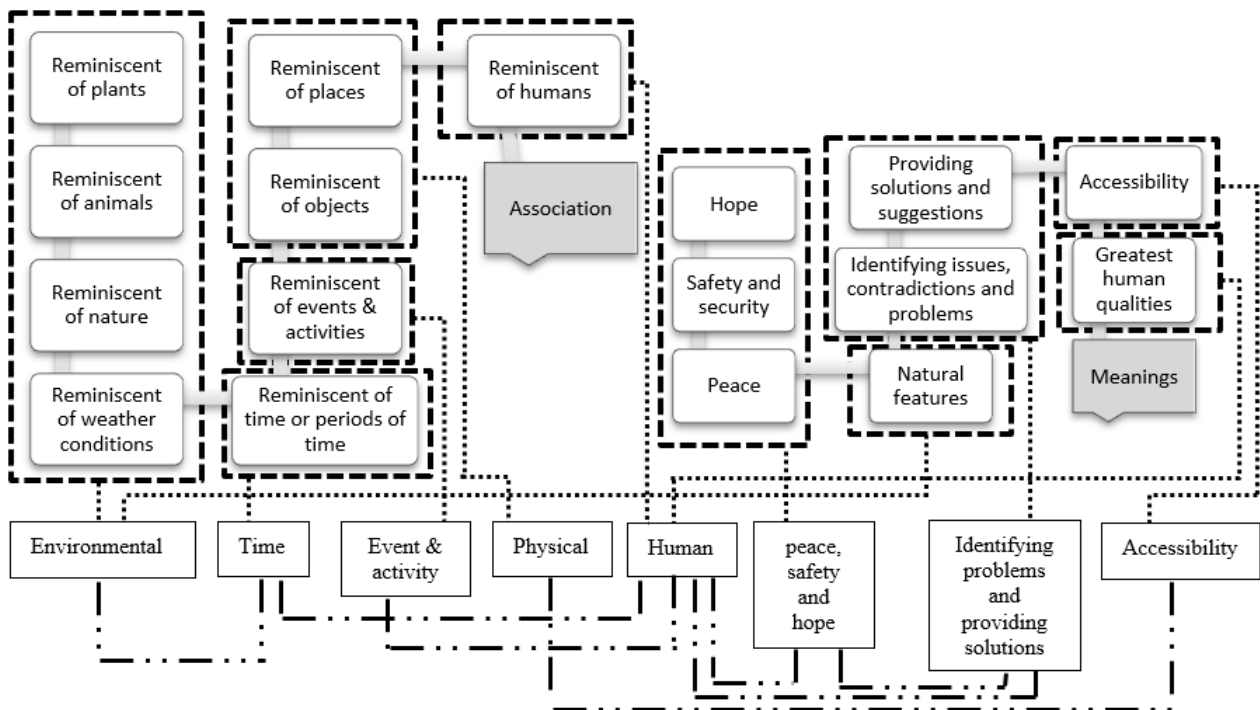 Reminiscent
of plants
Reminiscent
of animals
Reminiscent
of nature
Reminiscent
of weather
conditions
Reminiscent
of places
Reminiscent
of objects
Reminiscent
of events &
activities
Reminiscent of
time or periods of
time
Reminiscent
of humans
Association
Hope
Safety and
security
Peace
Providing
solutions and
suggestions
Identifying issues,
contradictions and
problems
Natural
features
Accessibility
Greatest
human
qualities
Meanings
Environmental
Time
Event &
activity
Physical
Human
peace,
safety
and
hope
Identifying
problems
and
providing
solutions
Accessibility